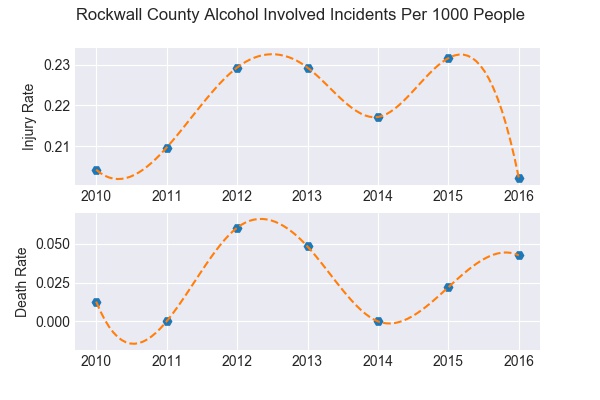 Rockwall County Alcohol Involved Incidents Per 1000 People
Injury Rate
0.23
0.22
0.21
2010 2011 2012 2013 2014 2015 2016
Death Rate
0.050
0.025
0.000
2010 2011 2012 2013 2014 2015 2016